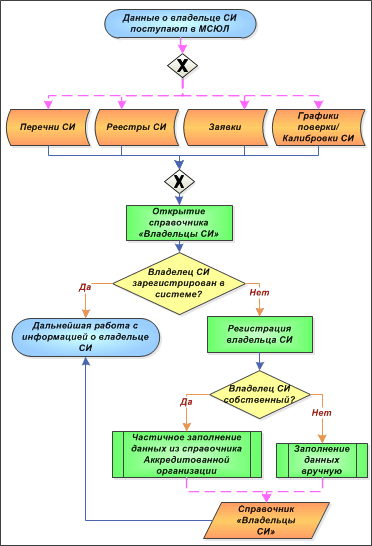 Данные о владельце СИ
поступают в МСЮЛ
X
Перечни СИ
Реестры СИ
Заявки
Графики
поверки/
Калибровки СИ
X
Открытие
справочника
«Владельцы СИ»
Владелец СИ
зарегистрирован в
системе?
Да
Нет
Дальнейшая работа с
информацией о владельце
СИ
Регистрация
владельца СИ
Владелец СИ
собственный?
Да
Нет
Частичное заполнение
данных из справочника
Аккредитованной
организации
Заполнение
данных
вручную
Справочник
«Владельцы
СИ»